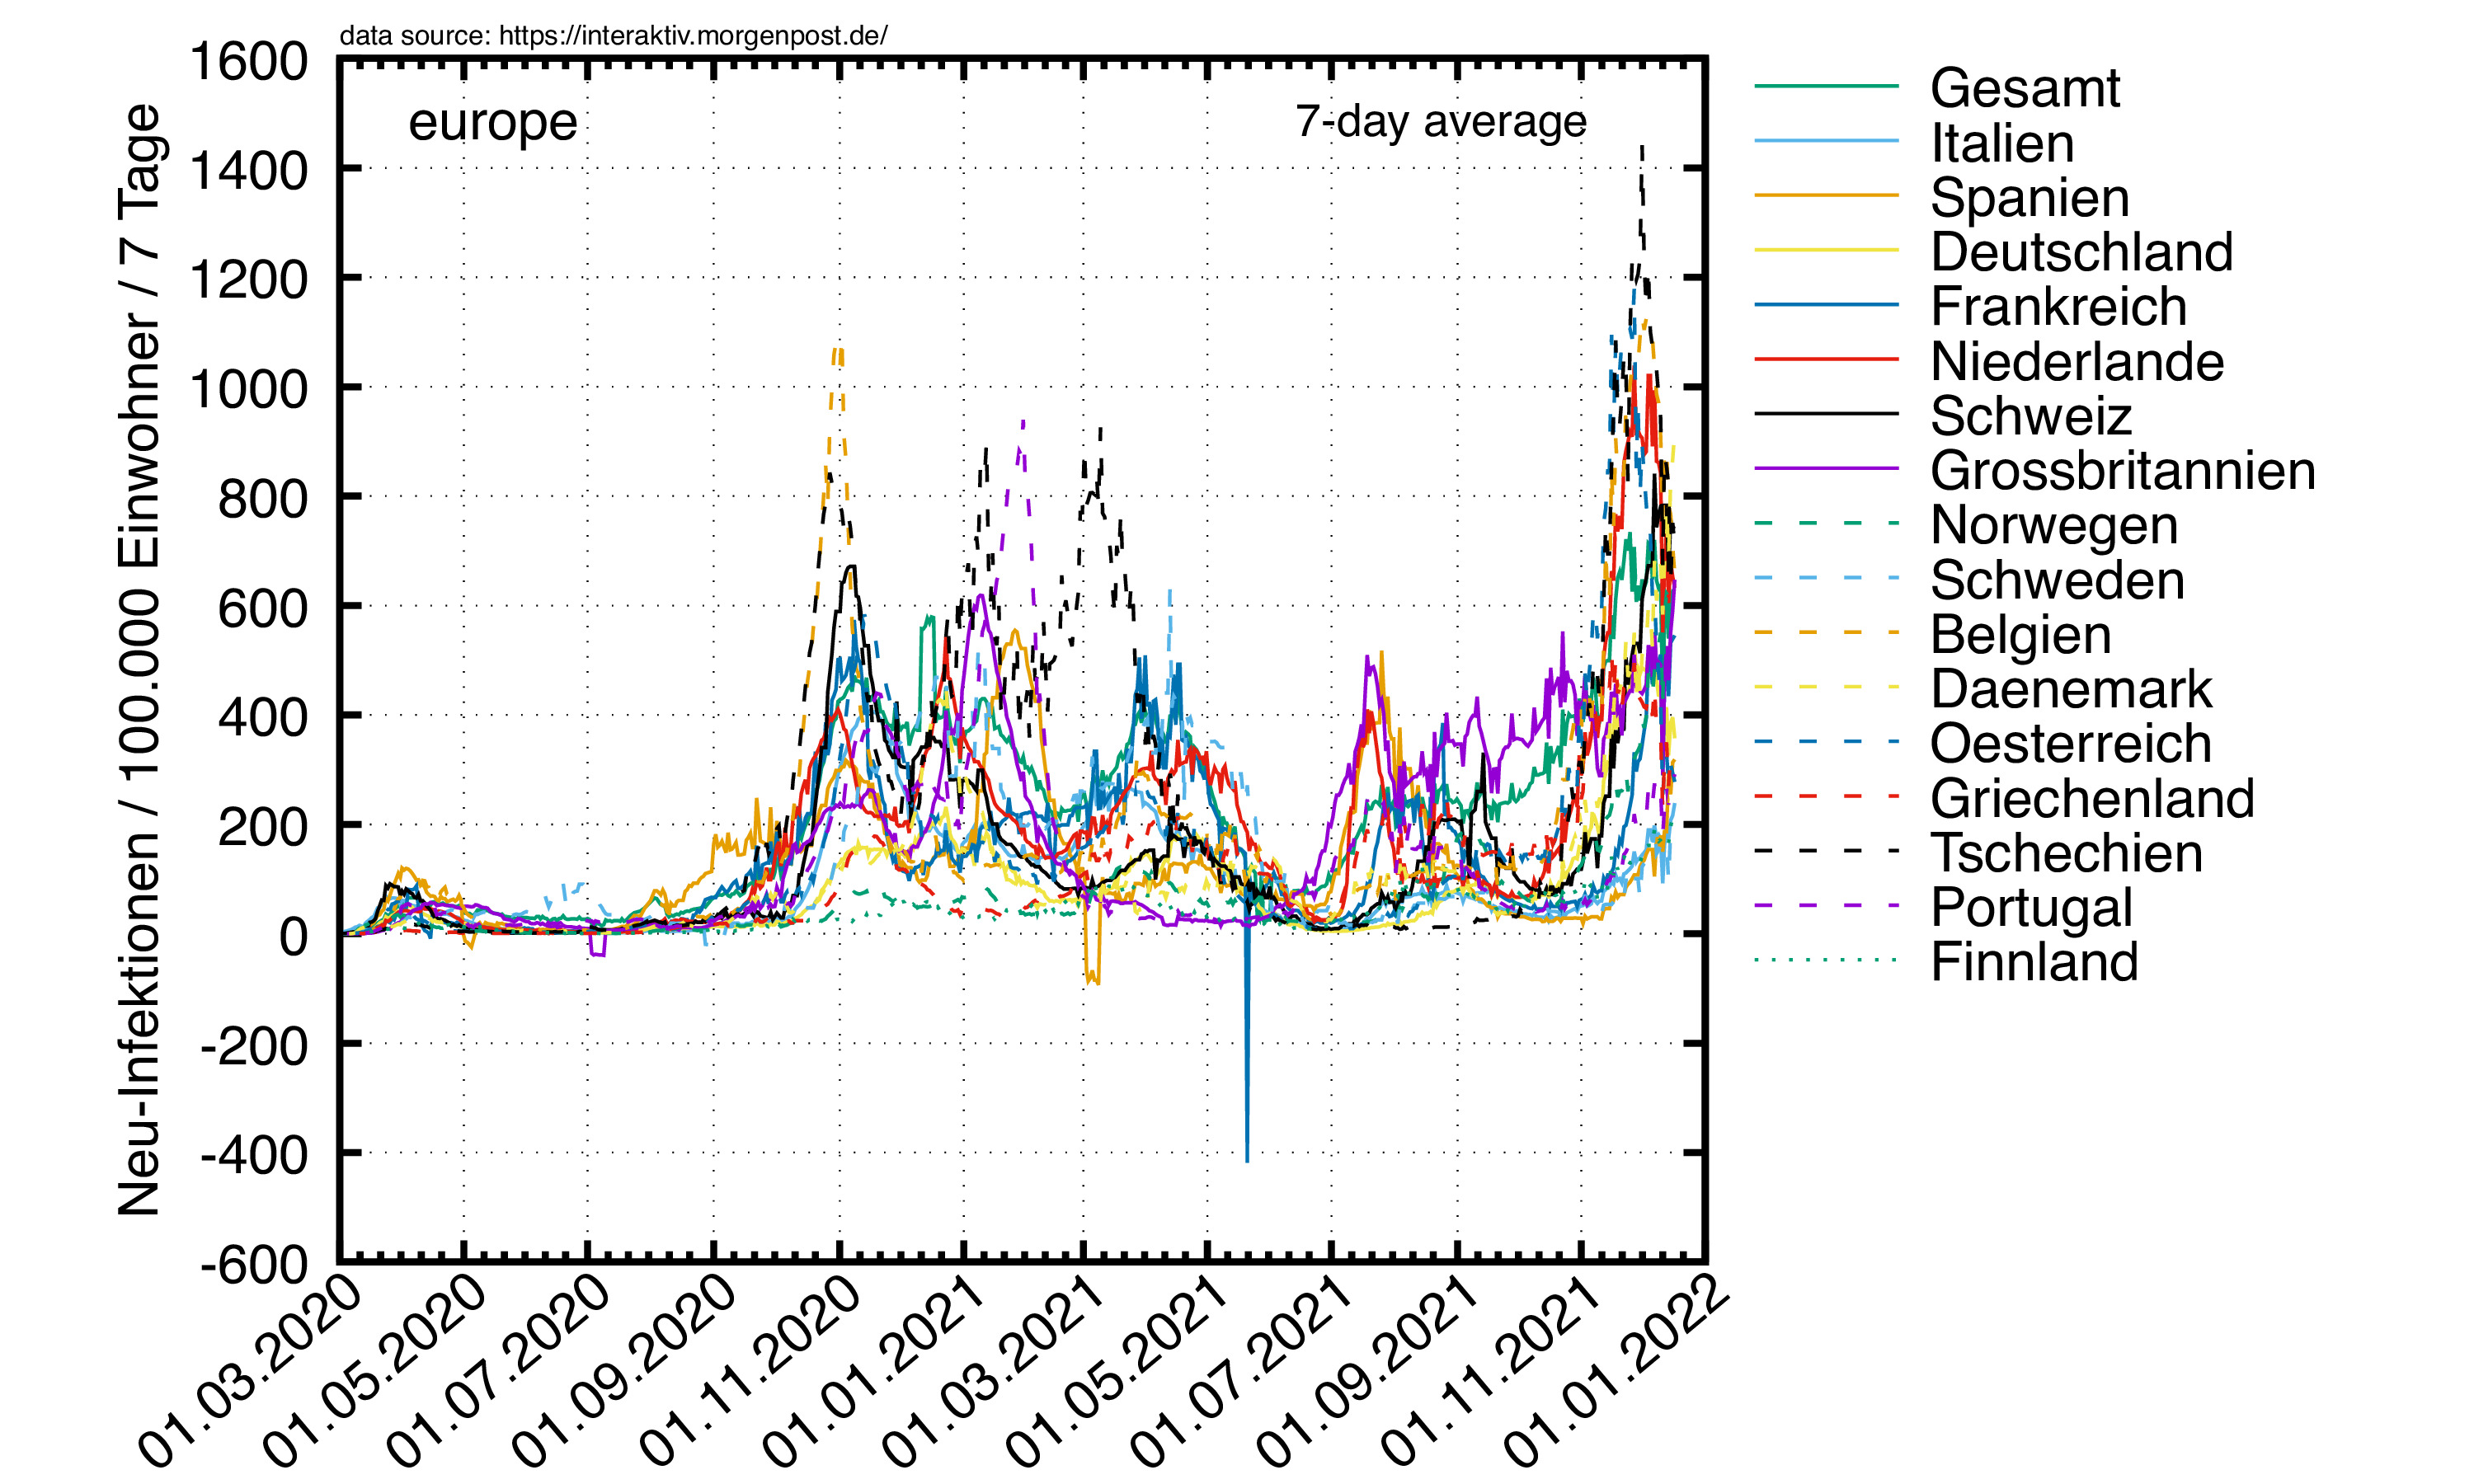 data source: https://interaktiv.morgenpost.de/
europe
7-day average
Neu-Infektionen / 100.000 Einwohner / 7 Tage
1600
1400
1200
1000
800
600
400
200
0
-200
-400
-600
01.03.2020
01.05.2020
01.07.2020
01.09.2020
01.11.2020
01.01.2021
01.03.2021
01.05.2021
01.07.2021
01.09.2021
01.11.2021
01.01.2022
Gesamt
Italien
Spanien
Deutschland
Frankreich
Niederlande
Schweiz
Grossbritannien
Norwegen
Schweden
Belgien
Daenemark
Oesterreich
Griechenland
Tschechien
Portugal
Finnland